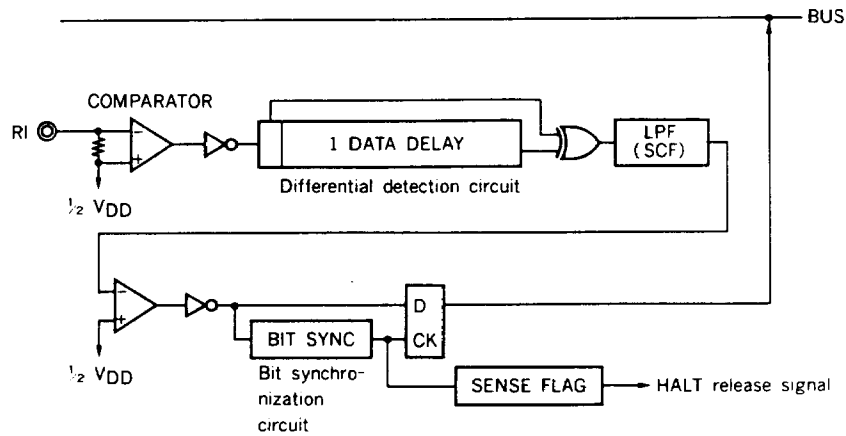 BUS
COMPARATOR
RI
−
+
½ VDD
1 DATA DELAY
Differential detection circuit
LPF
(SCF)
−
+
½ VDD
BIT SYNC
Bit synchro-
nization
circuit
D
CK
SENSE FLAG
HALT release signal